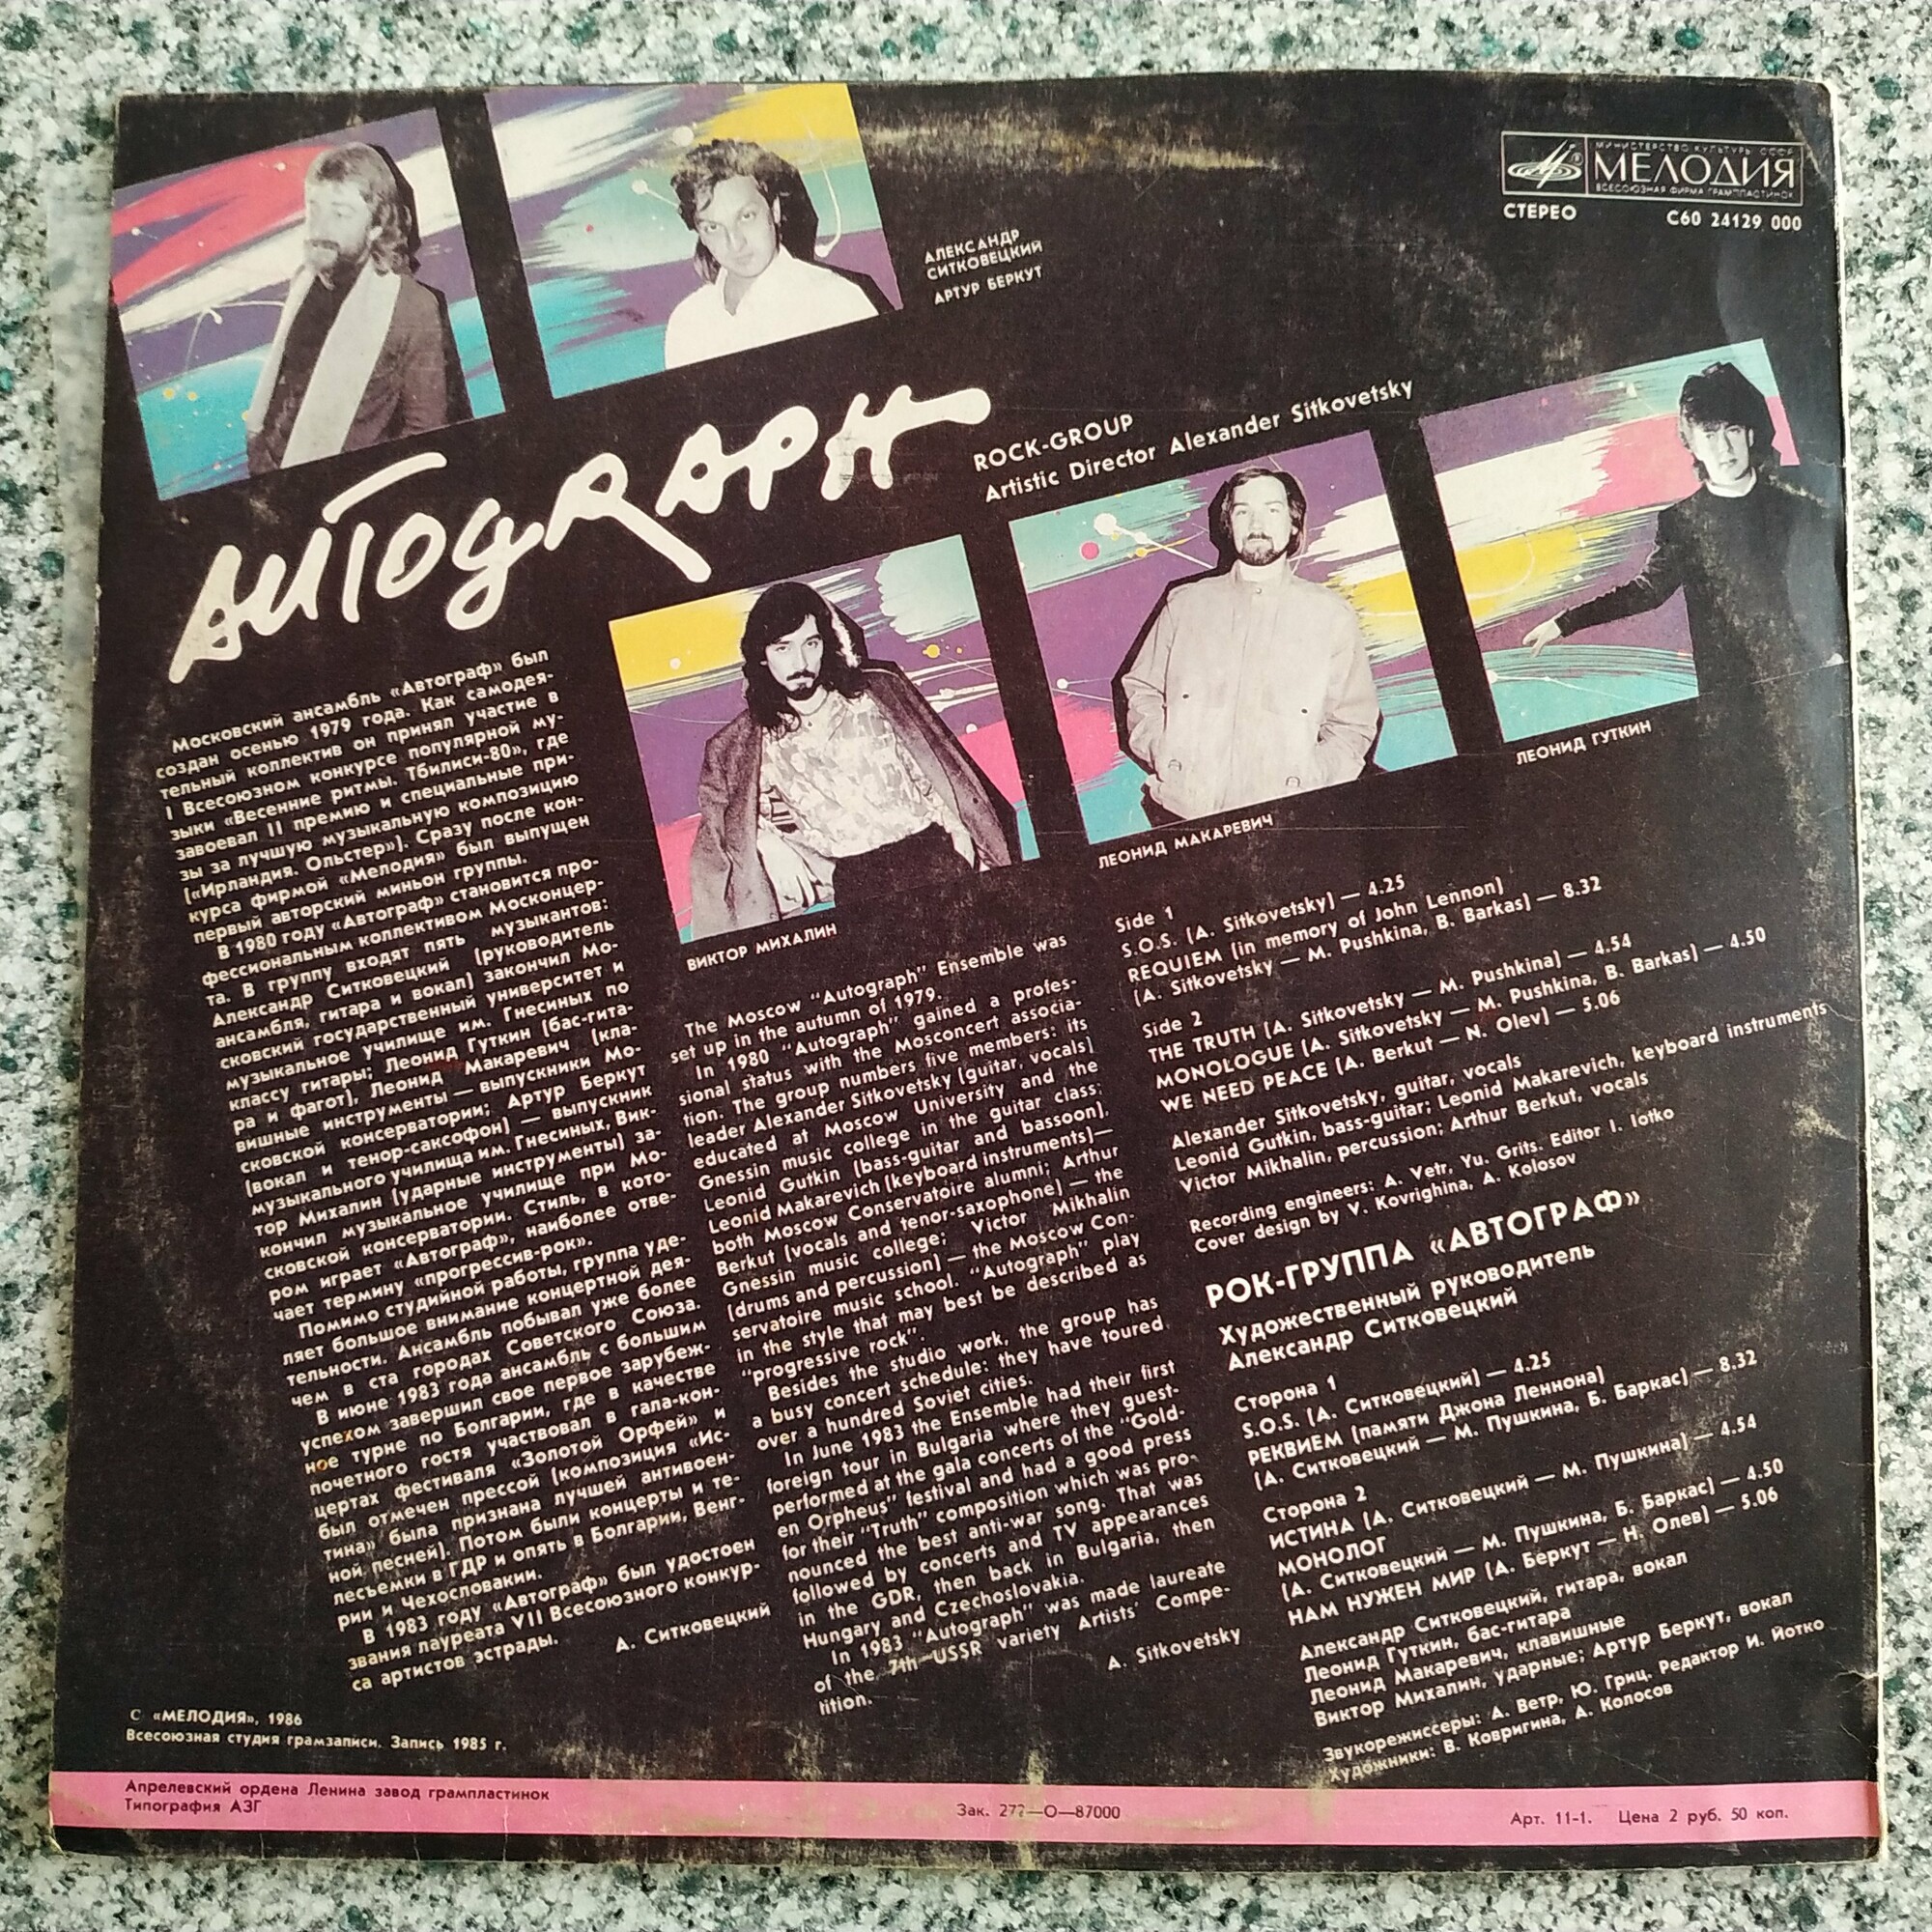 МИНИСТЕРСТВО КУЛЬТУРЫ СССР
МЕЛОДИЯ
ВСЕСОЮЗНАЯ ФИРМА ГРАМПЛАСТИНОК
СТЕРЕО
С60 24129 000
АЛЕКСАНДР
СИТКОВЕЦКИЙ
АРТУР БЕРКУТ
AUTOGRAPH
ROCK-GROUP
Artistic Director Alexander Sitkovetsky
ВИКТОР МИХАЛИН
ЛЕОНИД МАКАРЕВИЧ
ЛЕОНИД ГУТКИН
Московский ансамбль «Автограф» был
создан осенью 1979 года. Как самодея-
тельный коллектив он принял участие в
I Всесоюзном конкурсе популярной му-
зыки «Весенние ритмы. Тбилиси-80», где
завоевал II премию и специальные при-
зы за лучшую музыкальную композицию
(«Ирландия. Ольстер»). Сразу после кон-
курса фирмой «Мелодия» был выпущен
первый авторский миньон группы.
В 1980 году «Автограф» становится про-
фессиональным коллективом Москонцер-
та. В группу входят пять музыкантов:
Александр Ситковецкий (руководитель
ансамбля, гитара и вокал) закончил Мо-
сковский государственный университет и
музыкальное училище им. Гнесиных по
классу гитары; Леонид Гуткин (бас-гита-
ра и фагот), Леонид Макаревич (кла-
вишные инструменты — выпускники Мо-
сковской консерватории; Артур Беркут
(вокал и тенор-саксофон) — выпускник
музыкального училища им. Гнесиных, Вик-
тор Михалин (ударные инструменты) за-
кончил музыкальное училище при Мо-
сковской консерватории. Стиль, в кото-
ром играет «Автограф», наиболее отве-
чает термину «прогрессив-рок».
Помимо студийной работы, группа уде-
ляет большое внимание концертной дея-
тельности. Ансамбль побывал уже более
чем в ста городах Советского Союза.
В июне 1983 года ансамбль с большим
успехом завершил свое первое зарубеж-
ное турне по Болгарии, где в качестве
почетного гостя участвовал в гала-кон-
цертах фестиваля «Золотой Орфей» и
был отмечен прессой (композиция «Ис-
тина» была признана лучшей антивоен-
ной песней). Потом были концерты и те-
лесъемки в ГДР и опять в Болгарии, Венг-
рии и Чехословакии.
В 1983 году «Автограф» был удостоен
звания лауреата VII Всесоюзного конкур-
са артистов эстрады.
А. Ситковецкий
The Moscow "Autograph" Ensemble was
set up in the autumn of 1979.
In 1980 "Autograph" gained a profes-
sional status with the Mosconcert associa-
tion. The group numbers five members: its
leader Alexander Sitkovetsky (guitar, vocals)
educated at Moscow University and the
Gnessin music college in the guitar class;
Leonid Gutkin (bass-guitar and bassoon),
Leonid Makarevich (keyboard instruments)—
both Moscow Conservatoire alumni; Arthur
Berkut (vocals and tenor-saxophone) — the
Gnessin music college; Victor Mikhalin
(drums and percussion) — the Moscow Con-
servatoire music school. "Autograph" play
in the style that may best be described as
"progressive rock".
Besides the studio work, the group has
a busy concert schedule: they have toured
over a hundred Soviet cities.
In June 1983 the Ensemble had their first
foreign tour in Bulgaria where they guest-
performed at the gala concerts of the "Gold-
en Orpheus" festival and had a good press
for their "Truth" composition which was pro-
nounced the best anti-war song. That was
followed by concerts and TV appearances
in the GDR, then back in Bulgaria, then
Hungary and Czechoslovakia.
In 1983 "Autograph" was made laureate
of the 7th USSR Variety Artists' Compe-
tition.
A. Sitkovetsky
Side 1
S.O.S. (A. Sitkovetsky) — 4.25
REQUIEM (in memory of John Lennon)
(A. Sitkovetsky — M. Pushkina, B. Barkas) — 8.32
Side 2
THE TRUTH (A. Sitkovetsky — M. Pushkina) — 4.54
MONOLOGUE (A. Sitkovetsky — M. Pushkina, B. Barkas) — 4.50
WE NEED PEACE (A. Berkut — N. Olev) — 5.06
Alexander Sitkovetsky, guitar, vocals
Leonid Gutkin, bass-guitar; Leonid Makarevich, keyboard instruments
Victor Mikhalin, percussion; Arthur Berkut, vocals
Recording engineers: A. Vetr, Yu. Grits. Editor I. Iotko
Cover design by V. Kovrighina, A. Kolosov
РОК-ГРУППА «АВТОГРАФ»
Художественный руководитель
Александр Ситковецкий
Сторона 1
S.O.S. (А. Ситковецкий) — 4.25
РЕКВИЕМ (памяти Джона Леннона)
(А. Ситковецкий — М. Пушкина, Б. Баркас) — 8.32
Сторона 2
ИСТИНА (А. Ситковецкий — М. Пушкина) — 4.54
МОНОЛОГ
(А. Ситковецкий — М. Пушкина, Б. Баркас) — 4.50
НАМ НУЖЕН МИР (А. Беркут — Н. Олев) — 5.06
Александр Ситковецкий, гитара, вокал
Леонид Гуткин, бас-гитара
Леонид Макаревич, клавишные
Виктор Михалин, ударные; Артур Беркут, вокал
Звукорежиссеры: А. Ветр, Ю. Гриц. Редактор И. Йотко
Художники: В. Ковригина, А. Колосов
С «МЕЛОДИЯ», 1986
Всесоюзная студия грамзаписи. Запись 1985 г.
Апрелевский ордена Ленина завод грампластинок
Типография АЗГ
Зак. 272—О—87000
Арт. 11-1. Цена 2 руб. 50 коп.